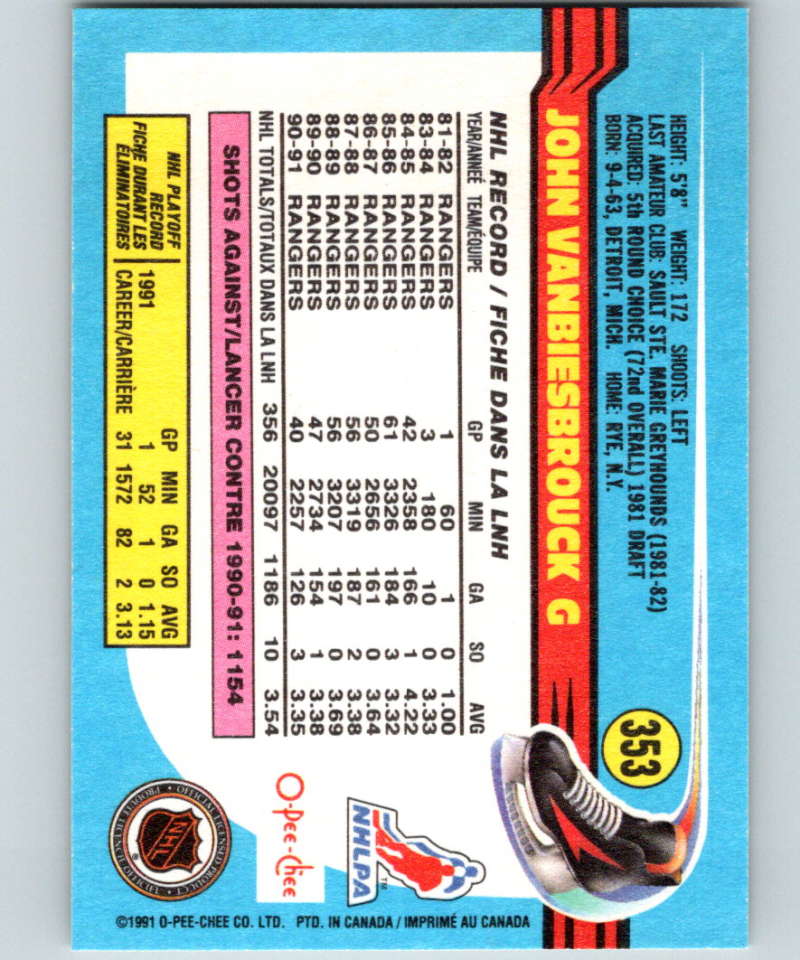 HEIGHT: 5'8" WEIGHT: 172 SHOOTS: LEFT
LAST AMATEUR CLUB: SAULT STE. MARIE GREYHOUNDS (1981-82)
ACQUIRED: 5th ROUND CHOICE (72nd OVERALL) 1981 DRAFT
BORN: 9-4-63, DETROIT, MICH. HOME: RYE, N.Y.
353
JOHN VANBIESBROUCK G
NHL RECORD / FICHE DANS LA LNH
YEAR/ANNEÉ TEAM/ÉQUIPE GP MIN GA SO AVG
81-82 RANGERS 1 60 1 0 1.00
83-84 RANGERS 3 180 10 0 3.33
84-85 RANGERS 42 2358 166 1 4.22
85-86 RANGERS 61 3326 184 3 3.32
86-87 RANGERS 50 2656 161 0 3.64
87-88 RANGERS 56 3319 187 2 3.38
88-89 RANGERS 56 3207 197 0 3.69
89-90 RANGERS 47 2734 154 1 3.38
90-91 RANGERS 40 2257 126 3 3.35
NHL TOTALS/TOTAUX DANS LA LNH 356 20097 1186 10 3.54
SHOTS AGAINST/LANCER CONTRE 1990-91: 1154
NHL PLAYOFF
RECORD
FICHE DURANT LES
ÉLIMINATOIRES
GP MIN GA SO AVG
1991 1 52 1 0 1.15
CAREER/CARRIÈRE 31 1572 82 2 3.13
NHLPA
TM
O-Pee-Chee
OFFICIAL LICENSED PRODUCT
NHL
®
PRODUIT LICENCIÉ OFFICIEL
©1991 O-PEE-CHEE CO. LTD. PTD. IN CANADA / IMPRIMÉ AU CANADA